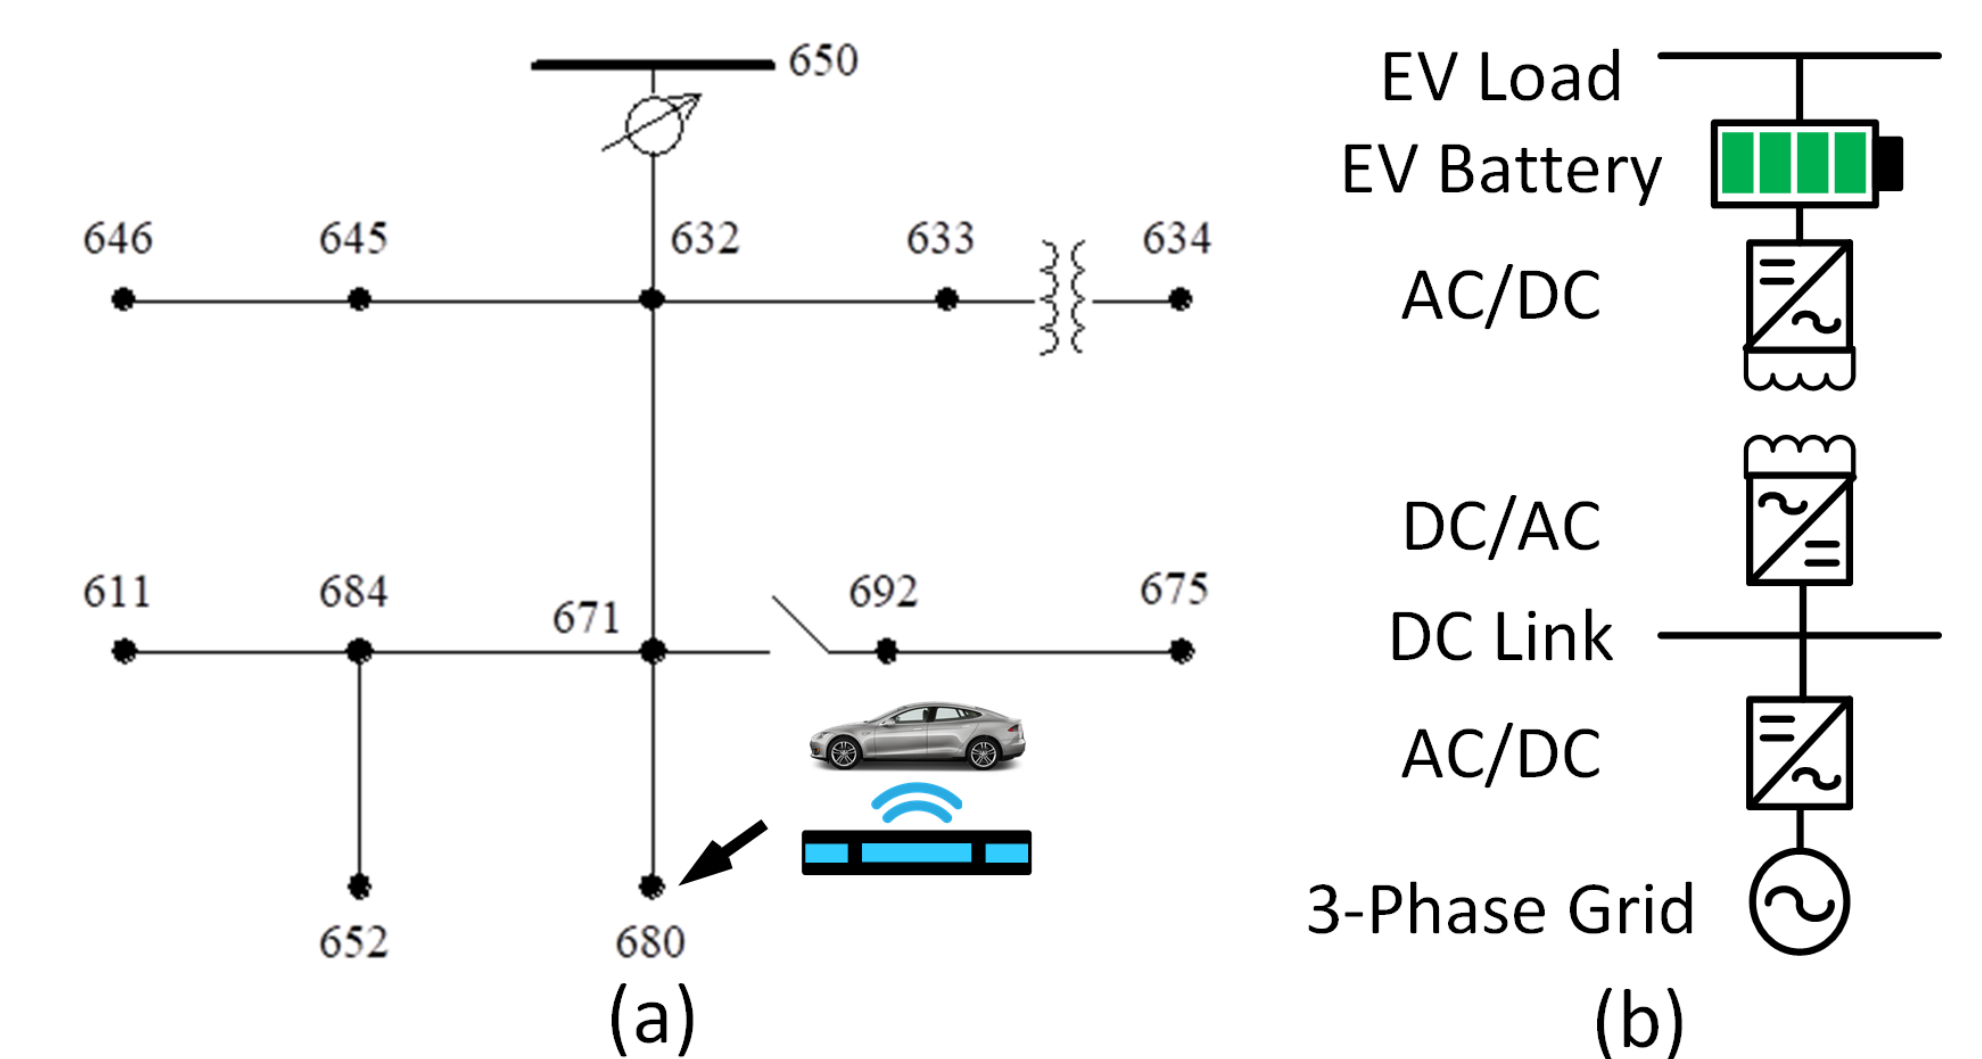 650
646
645
632
633
634
611
684
671
692
675
652
680
(a)
EV Load
EV Battery
AC/DC
DC/AC
DC Link
AC/DC
3-Phase Grid
(b)